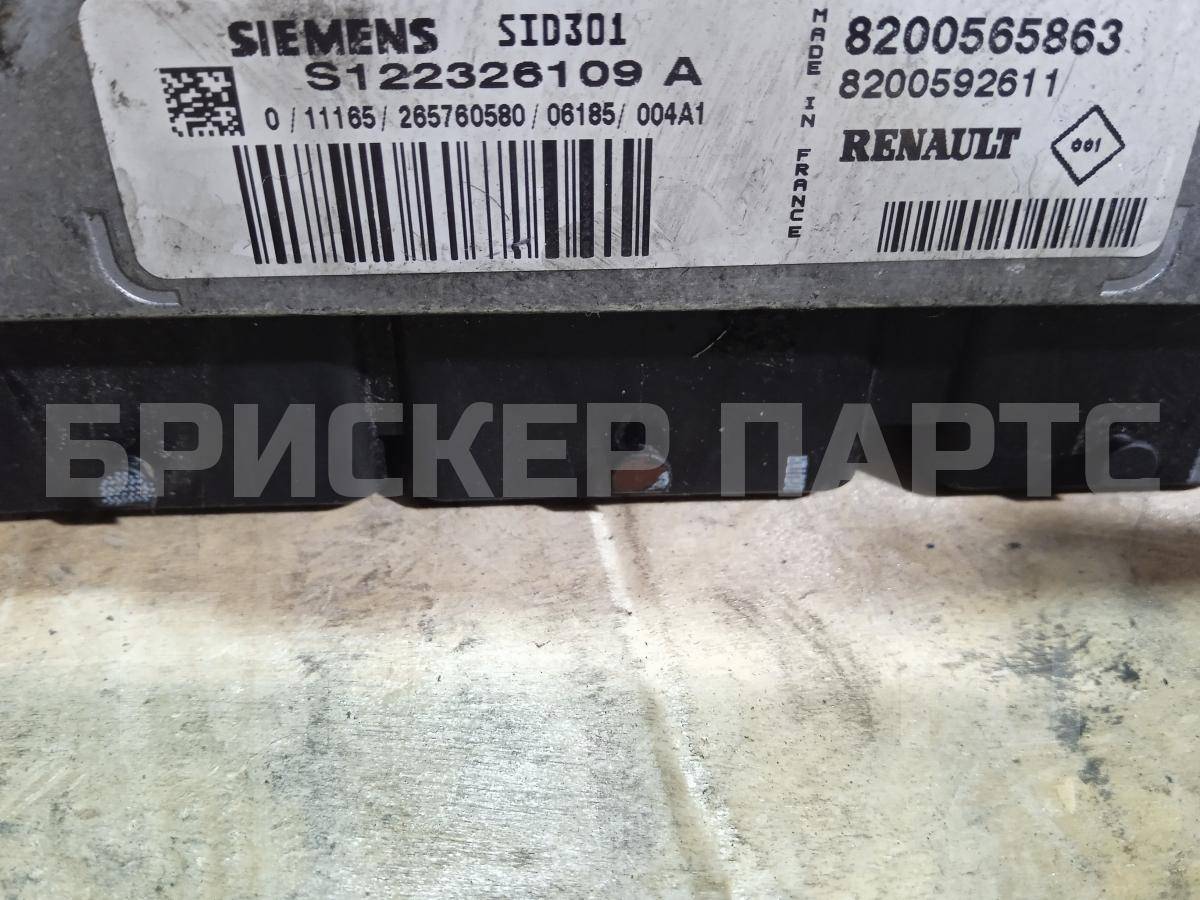 SIEMENS SID301
S122326109 A
0 / 11165 / 265760580 / 06185 / 004A1
MADE IN FRANCE
8200565863
8200592611
RENAULT 001
БРИСКЕР ПАРТС